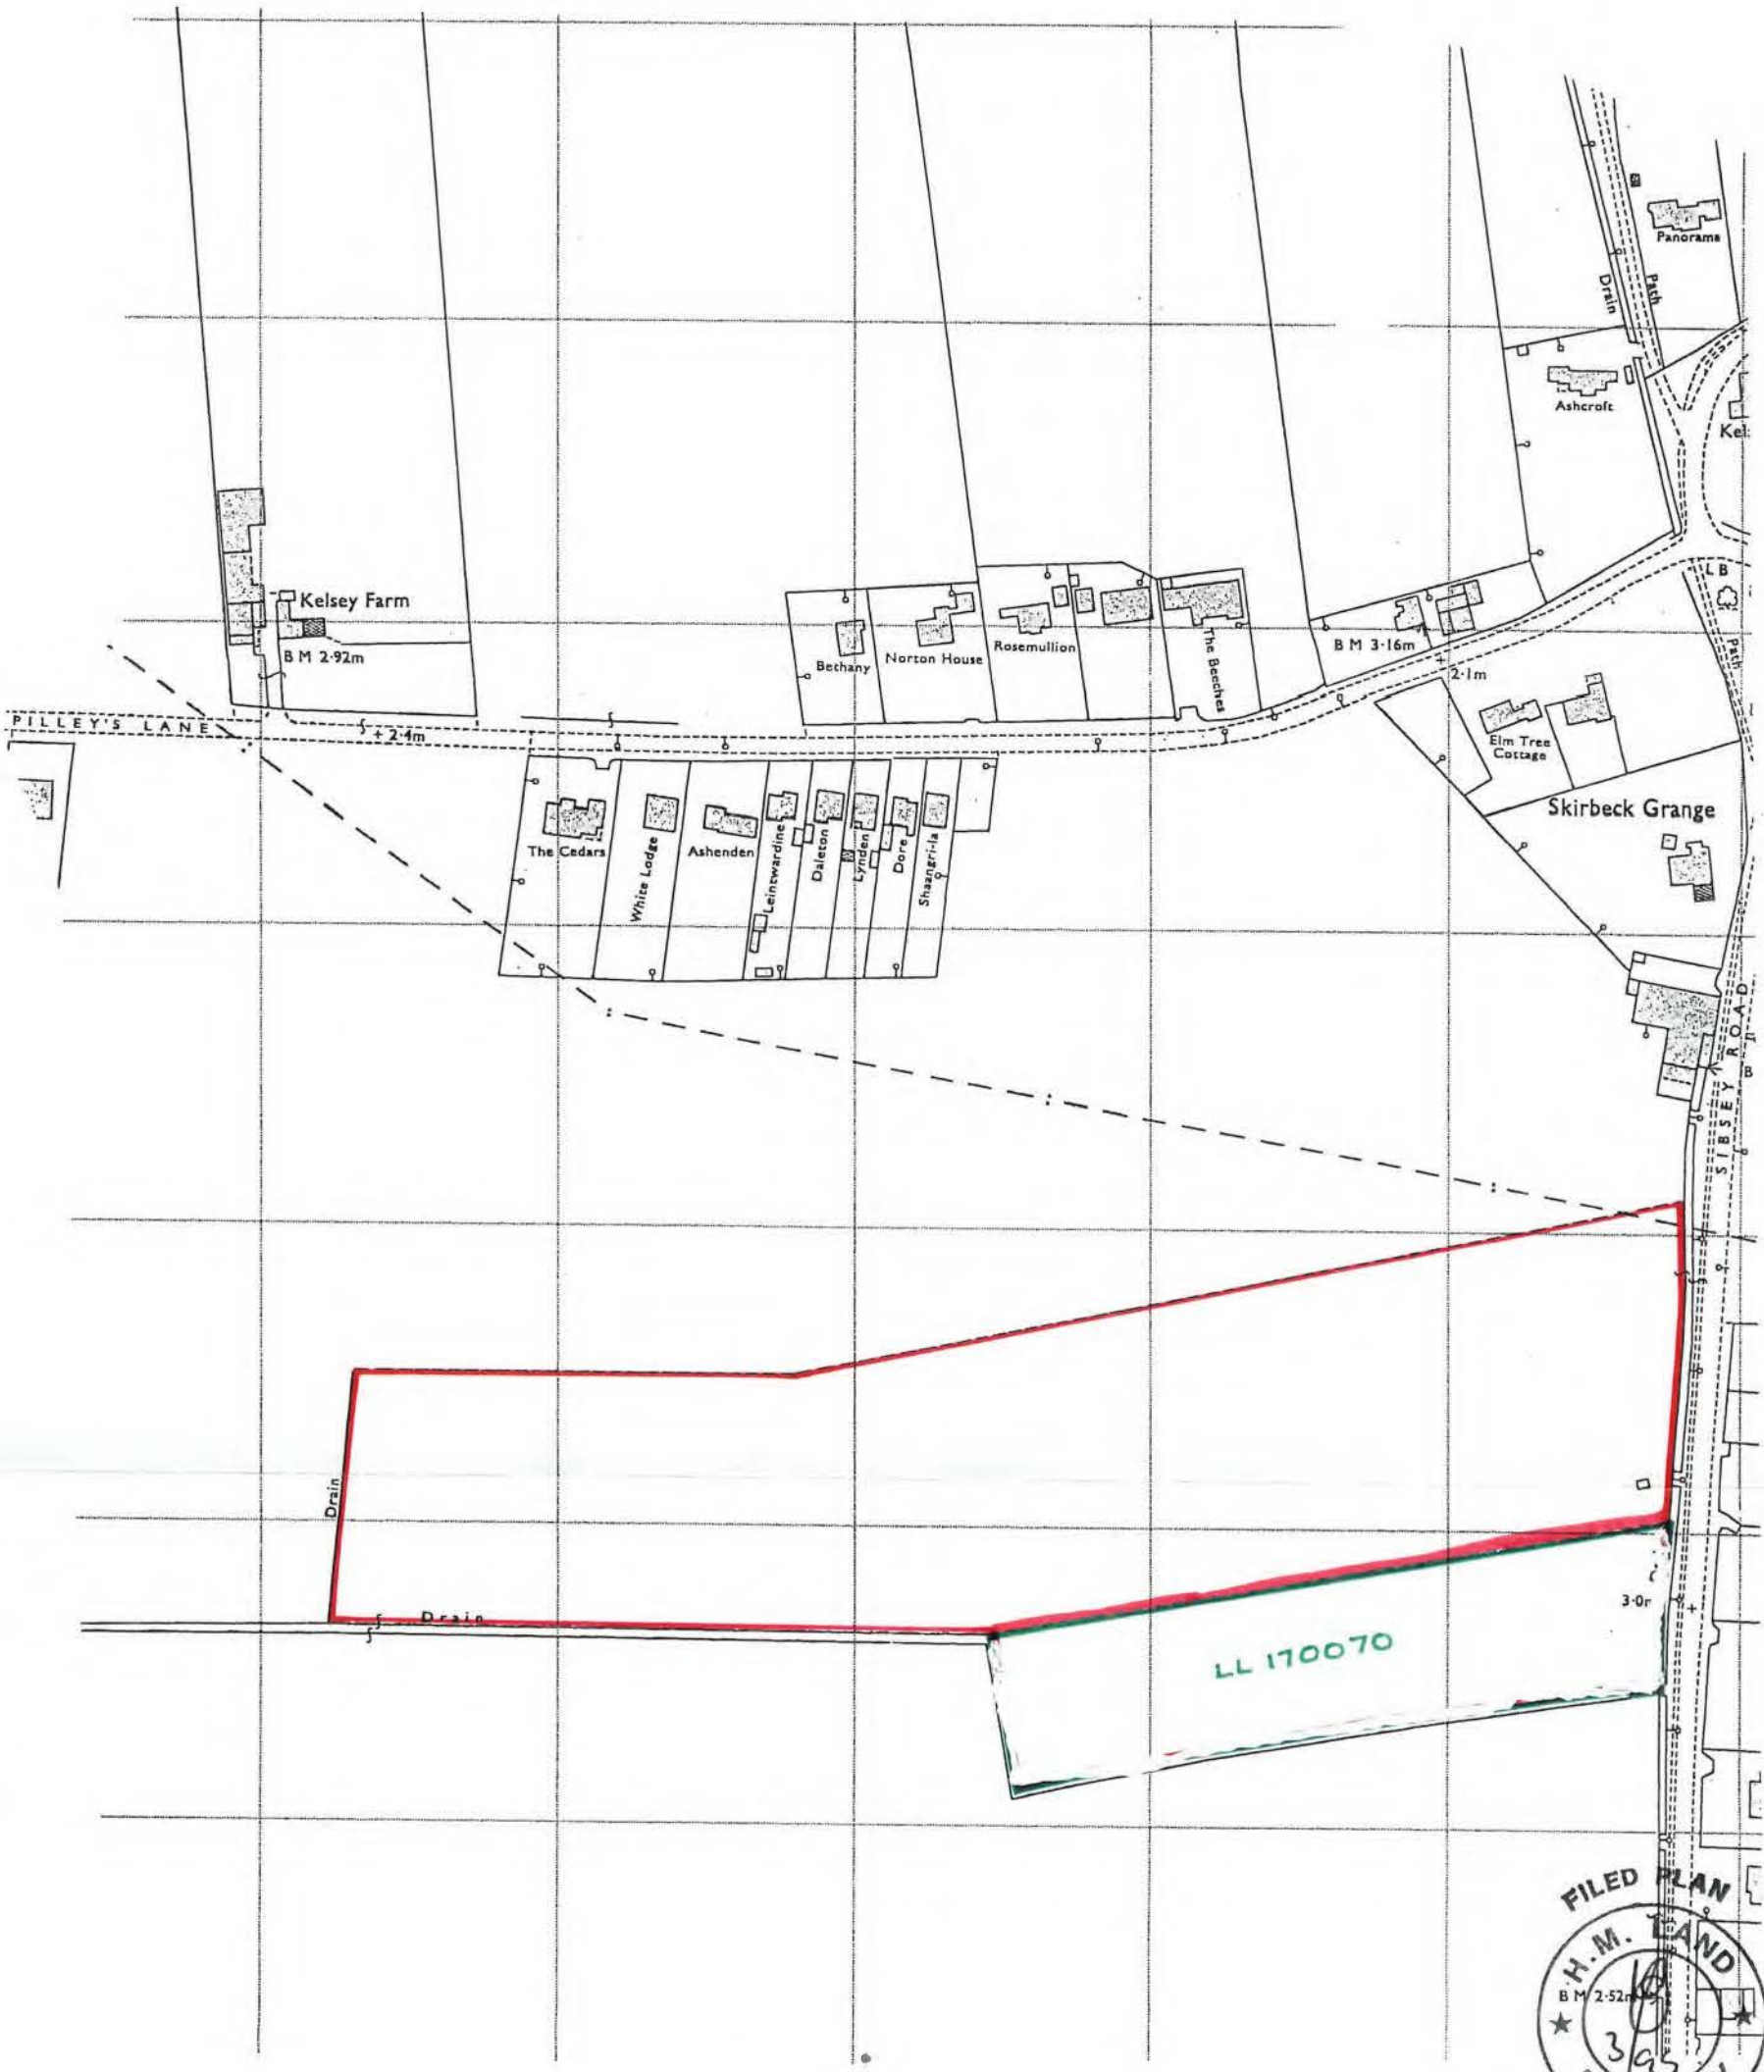 Panorama
Drain
Path
Ashcroft
Kel
Kelsey Farm
B M 2·92m
L B
Path
Bethany
Norton House
Rosemullion
The Beeches
B M 3·16m
2·1m
PILLEY'S LANE
+ 2·4m
Elm Tree
Cottage
Skirbeck Grange
The Cedars
White Lodge
Ashenden
Leintwardine
Daleton
Lynden
Dore
Shaangri-la
SIBSEY ROAD
B
Drain
Drain
3·0
LL 170070
FILED PLAN
H.M. LAND
B M 2·52m